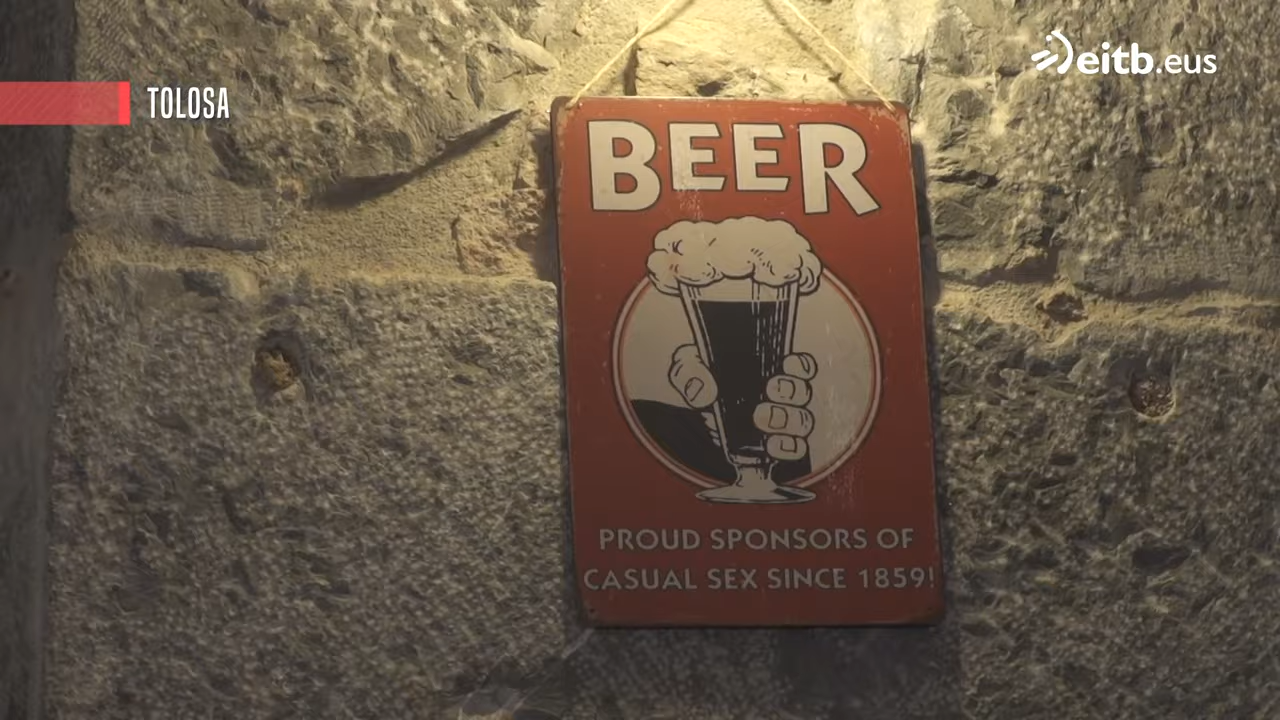 eitb.eus
TOLOSA
BEER
PROUD SPONSORS OF
CASUAL SEX SINCE 1859!